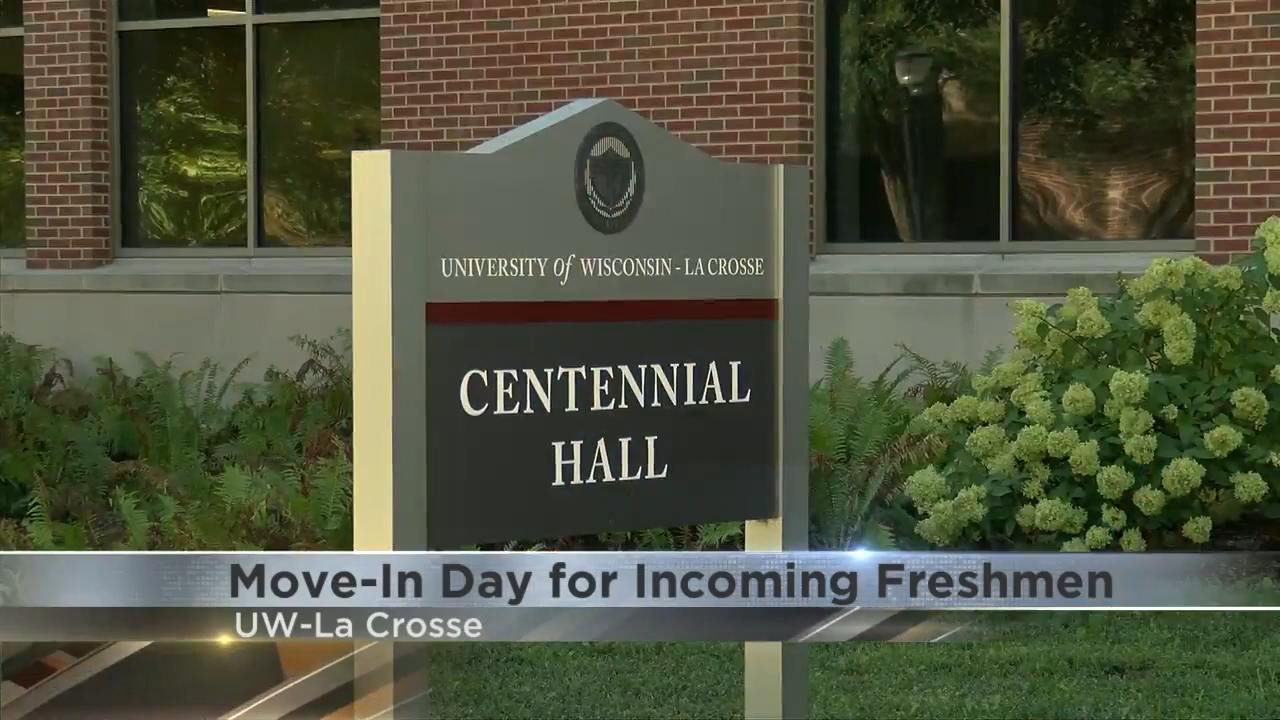 UNIVERSITY of WISCONSIN - LA CROSSE
CENTENNIAL
HALL
Move-In Day for Incoming Freshmen
UW-La Crosse